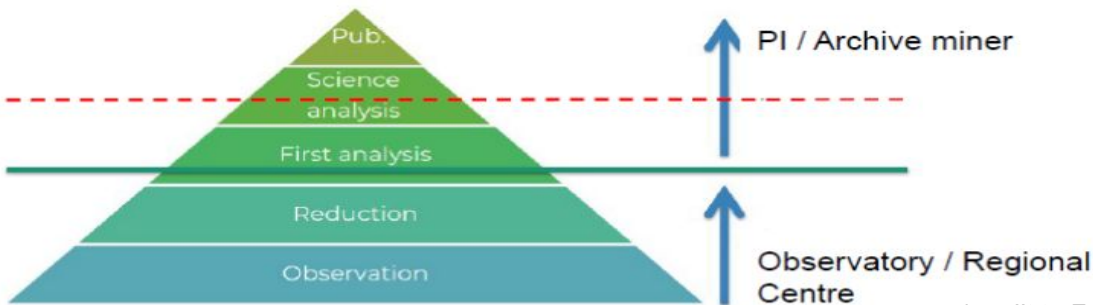 Pub.
PI / Archive miner
Science
analysis
First analysis
Reduction
Observation
Observatory / Regional
Centre